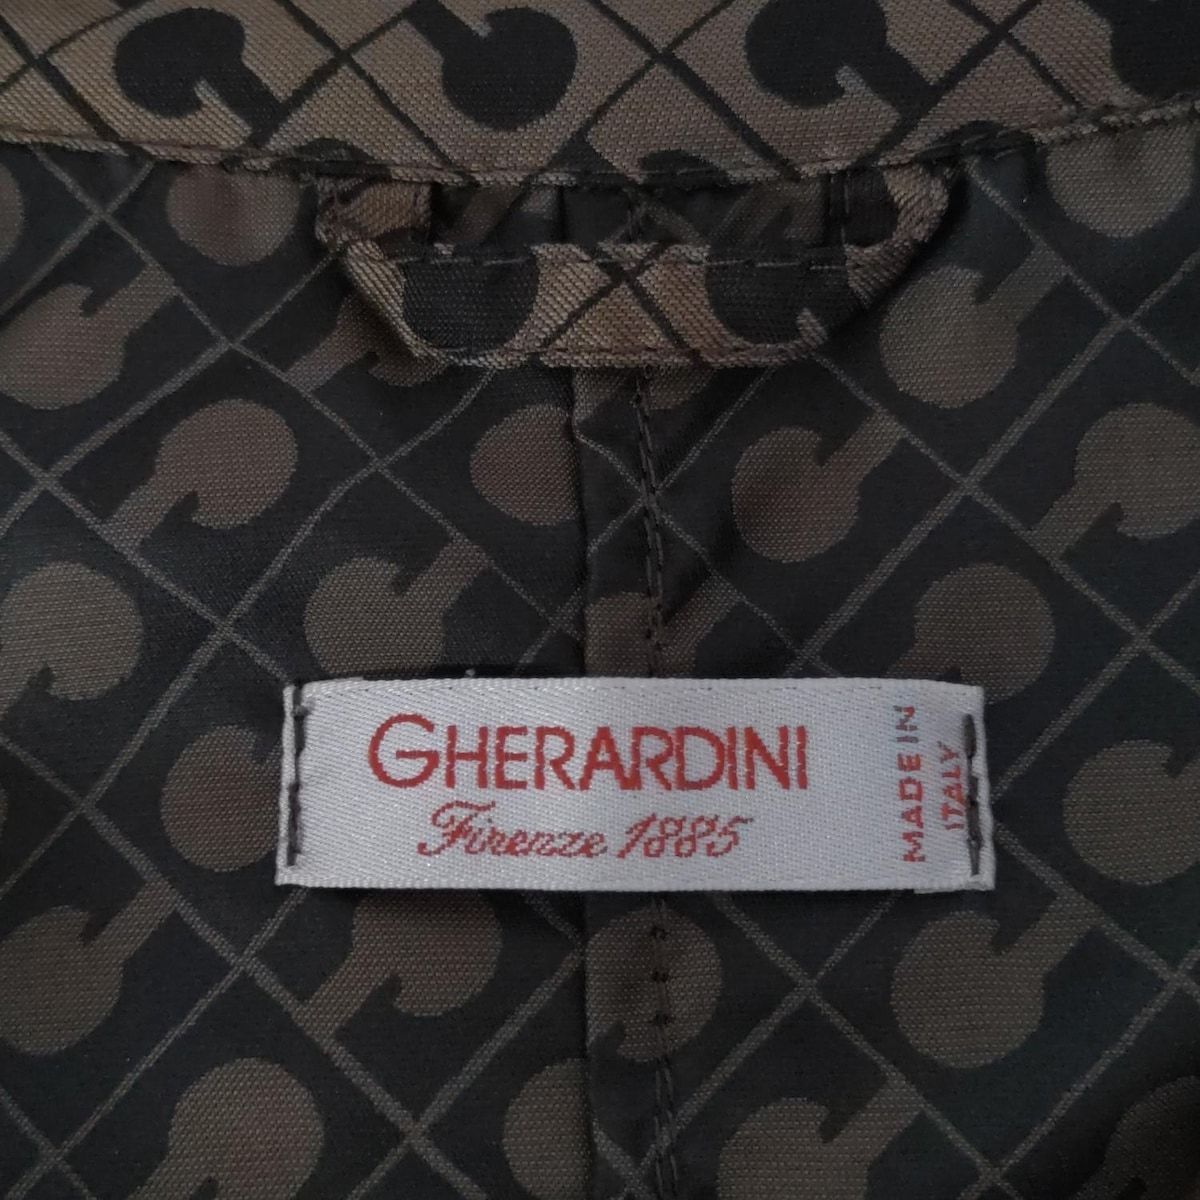 GHERARDINI
Firenze 1885
MADE IN
ITALY